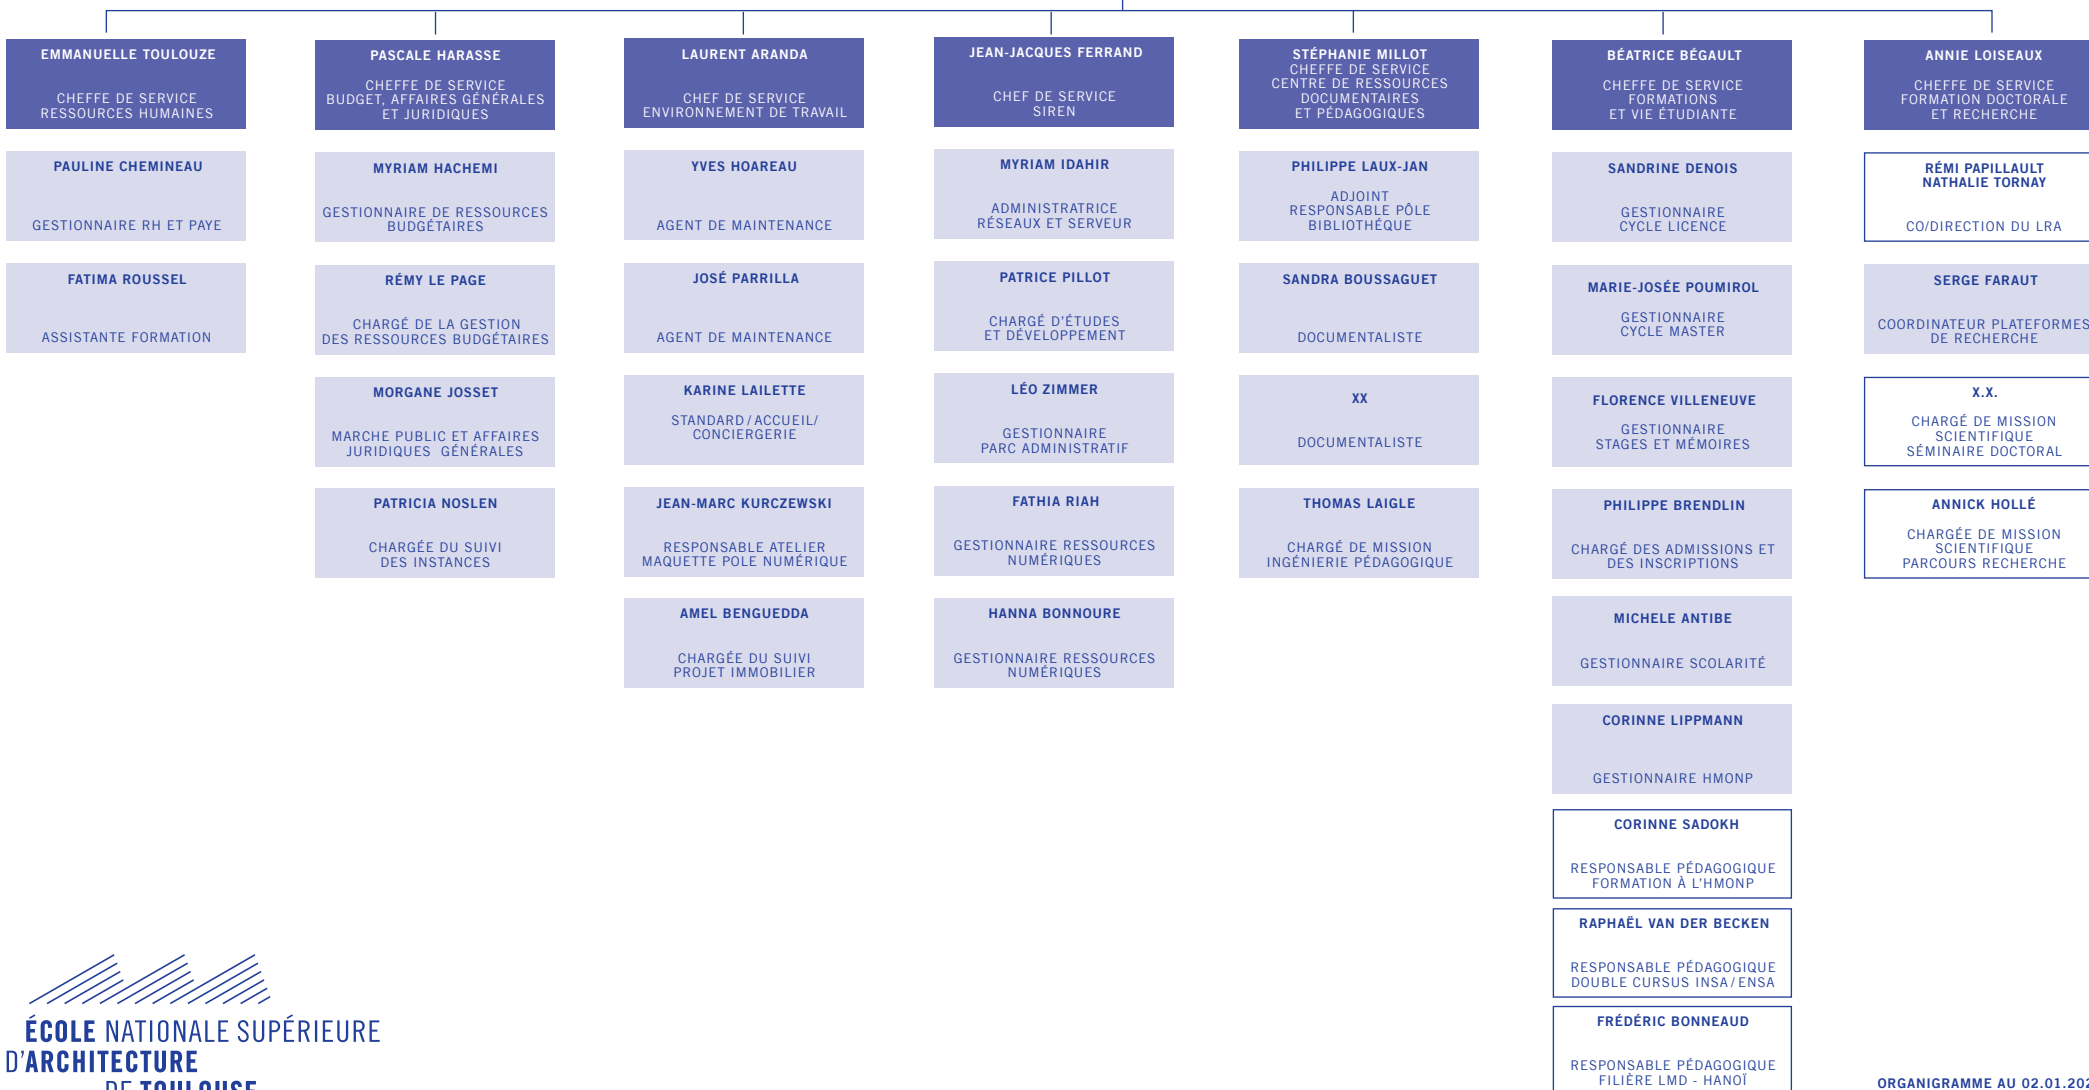 EMMANUELLE TOULOUZE
CHEFFE DE SERVICE
RESSOURCES HUMAINES
PAULINE CHEMINEAU
GESTIONNAIRE RH ET PAYE
FATIMA ROUSSEL
ASSISTANTE FORMATION
PASCALE HARASSE
CHEFFE DE SERVICE
BUDGET, AFFAIRES GÉNÉRALES
ET JURIDIQUES
MYRIAM HACHEMI
GESTIONNAIRE DE RESSOURCES
BUDGÉTAIRES
RÉMY LE PAGE
CHARGÉ DE LA GESTION
DES RESSOURCES BUDGÉTAIRES
MORGANE JOSSET
MARCHE PUBLIC ET AFFAIRES
JURIDIQUES GÉNÉRALES
PATRICIA NOSLEN
CHARGÉE DU SUIVI
DES INSTANCES
LAURENT ARANDA
CHEF DE SERVICE
ENVIRONNEMENT DE TRAVAIL
YVES HOAREAU
AGENT DE MAINTENANCE
JOSÉ PARRILLA
AGENT DE MAINTENANCE
KARINE LAILETTE
STANDARD / ACCUEIL/
CONCIERGERIE
JEAN-MARC KURCZEWSKI
RESPONSABLE ATELIER
MAQUETTE POLE NUMÉRIQUE
AMEL BENGUEDDA
CHARGÉE DU SUIVI
PROJET IMMOBILIER
JEAN-JACQUES FERRAND
CHEF DE SERVICE
SIREN
MYRIAM IDAHIR
ADMINISTRATRICE
RÉSEAUX ET SERVEUR
PATRICE PILLOT
CHARGÉ D'ÉTUDES
ET DÉVELOPPEMENT
LÉO ZIMMER
GESTIONNAIRE
PARC ADMINISTRATIF
FATHIA RIAH
GESTIONNAIRE RESSOURCES
NUMÉRIQUES
HANNA BONNOURE
GESTIONNAIRE RESSOURCES
NUMÉRIQUES
STÉPHANIE MILLOT
CHEFFE DE SERVICE
CENTRE DE RESSOURCES
DOCUMENTAIRES
ET PÉDAGOGIQUES
PHILIPPE LAUX-JAN
ADJOINT
RESPONSABLE PÔLE
BIBLIOTHÉQUE
SANDRA BOUSSAGUET
DOCUMENTALISTE
XX
DOCUMENTALISTE
THOMAS LAIGLE
CHARGÉ DE MISSION
INGÉNIERIE PÉDAGOGIQUE
BÉATRICE BÉGAULT
CHEFFE DE SERVICE
FORMATIONS
ET VIE ÉTUDIANTE
SANDRINE DENOIS
GESTIONNAIRE
CYCLE LICENCE
MARIE-JOSÉE POUMIROL
GESTIONNAIRE
CYCLE MASTER
FLORENCE VILLENEUVE
GESTIONNAIRE
STAGES ET MÉMOIRES
PHILIPPE BRENDLIN
CHARGÉ DES ADMISSIONS ET
DES INSCRIPTIONS
MICHELE ANTIBE
GESTIONNAIRE SCOLARITÉ
CORINNE LIPPMANN
GESTIONNAIRE HMONP
CORINNE SADOKH
RESPONSABLE PÉDAGOGIQUE
FORMATION À L'HMONP
RAPHAËL VAN DER BECKEN
RESPONSABLE PÉDAGOGIQUE
DOUBLE CURSUS INSA / ENSA
FRÉDÉRIC BONNEAUD
RESPONSABLE PÉDAGOGIQUE
FILIÈRE LMD - HANOÏ
ANNIE LOISEAUX
CHEFFE DE SERVICE
FORMATION DOCTORALE
ET RECHERCHE
RÉMI PAPILLAULT
NATHALIE TORNAY
CO/DIRECTION DU LRA
SERGE FARAUT
COORDINATEUR PLATEFORMES
DE RECHERCHE
X.X.
CHARGÉ DE MISSION
SCIENTIFIQUE
SÉMINAIRE DOCTORAL
ANNICK HOLLÉ
CHARGÉE DE MISSION
SCIENTIFIQUE
PARCOURS RECHERCHE
ÉCOLE NATIONALE SUPÉRIEURE
D'ARCHITECTURE
DE TOULOUSE
ORGANIGRAMME AU 02.01.202